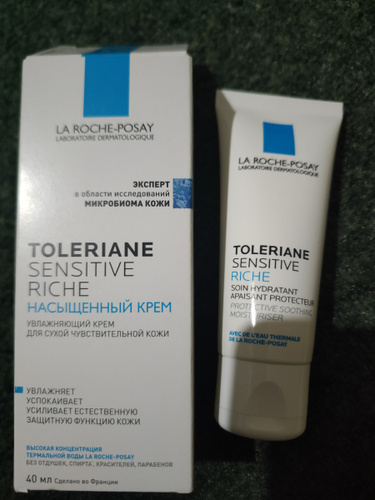 LA ROCHE-POSAY
LABORATOIRE DERMATOLOGIQUE
ЭКСПЕРТ
в области исследований
МИКРОБИОМА КОЖИ
TOLERIANE
SENSITIVE
RICHE
НАСЫЩЕННЫЙ КРЕМ
УВЛАЖНЯЮЩИЙ КРЕМ
ДЛЯ СУХОЙ ЧУВСТВИТЕЛЬНОЙ КОЖИ
УВЛАЖНЯЕТ
УСПОКАИВАЕТ
УСИЛИВАЕТ ЕСТЕСТВЕННУЮ
ЗАЩИТНУЮ ФУНКЦИЮ КОЖИ
ВЫСОКАЯ КОНЦЕНТРАЦИЯ
ТЕРМАЛЬНОЙ ВОДЫ LA ROCHE-POSAY
БЕЗ ОТДУШЕК, СПИРТА, КРАСИТЕЛЕЙ, ПАРАБЕНОВ
40 МЛ Сделано во Франции
LA ROCHE-POSAY
LABORATOIRE DERMATOLOGIQUE
TOLERIANE
SENSITIVE
RICHE
SOIN HYDRATANT
APAISANT PROTECTEUR
PROTECTIVE SOOTHING
MOISTURISER
AVEC DE L'EAU THERMALE
DE LA ROCHE-POSAY